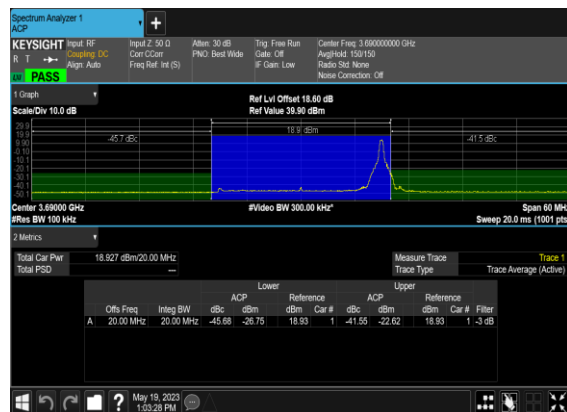 Spectrum Analyzer 1
ACP
KEYSIGHT
R T
PASS
Input: RF
Coupling: DC
Align: Auto
Input Z: 50 Ω
Corr CCorr
Freq Ref: Int (S)
Atten: 30 dB
PNO: Best Wide
Trig: Free Run
Gate: Off
IF Gain: Low
Center Freq: 3.690000000 GHz
Avg|Hold: 150/150
Radio Std: None
Noise Correction: Off
1 Graph
Scale/Div 10.0 dB
Ref Lvl Offset 18.60 dB
Ref Value 39.90 dBm
29.9
19.9
9.90
-0.10
-10.1
-20.1
-30.1
-40.1
-50.1
-45.7 dBc
18.9 dBm
-41.5 dBc
Center 3.69000 GHz
#Res BW 100 kHz
#Video BW 300.00 kHz*
Span 60 MHz
Sweep 20.0 ms (1001 pts)
2 Metrics
Total Car Pwr 18.927 dBm/20.00 MHz
Total PSD ---
Measure Trace Trace 1
Trace Type Trace Average (Active)
Lower Upper
ACP Reference ACP Reference
Offs Freq Integ BW dBc dBm dBm Car # dBc dBm dBm Car # Filter
A 20.00 MHz 20.00 MHz -45.68 -26.75 18.93 1 -41.55 -22.62 18.93 1 -3 dB
?
May 19, 2023
1:03:28 PM